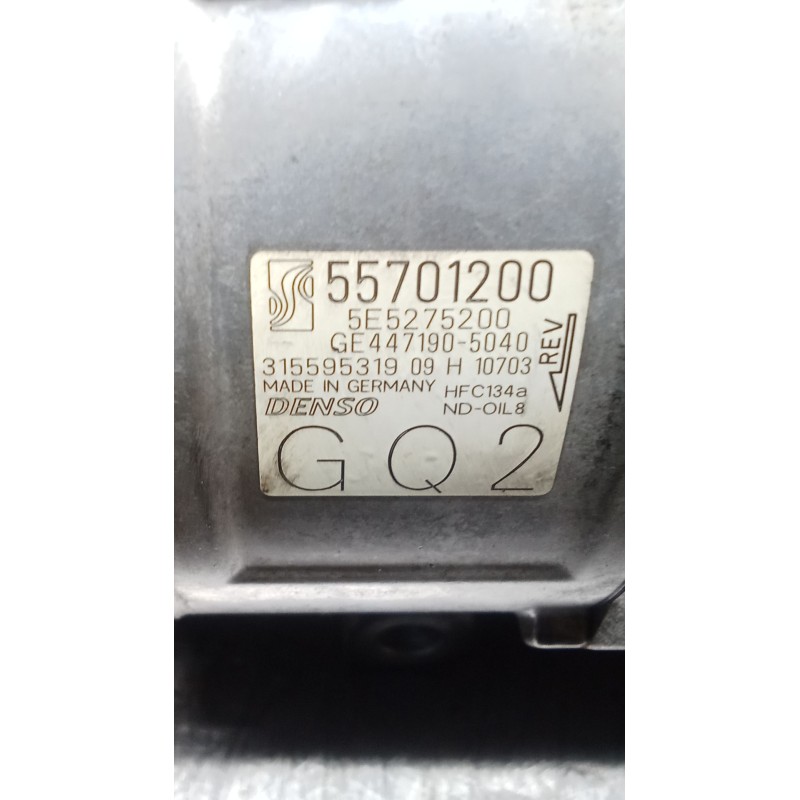 55701200
5E5275200
GE447190-5040
315595319 09 H 10703
MADE IN GERMANY
HFC134a
DENSO
ND-OIL8
REV
GQ2